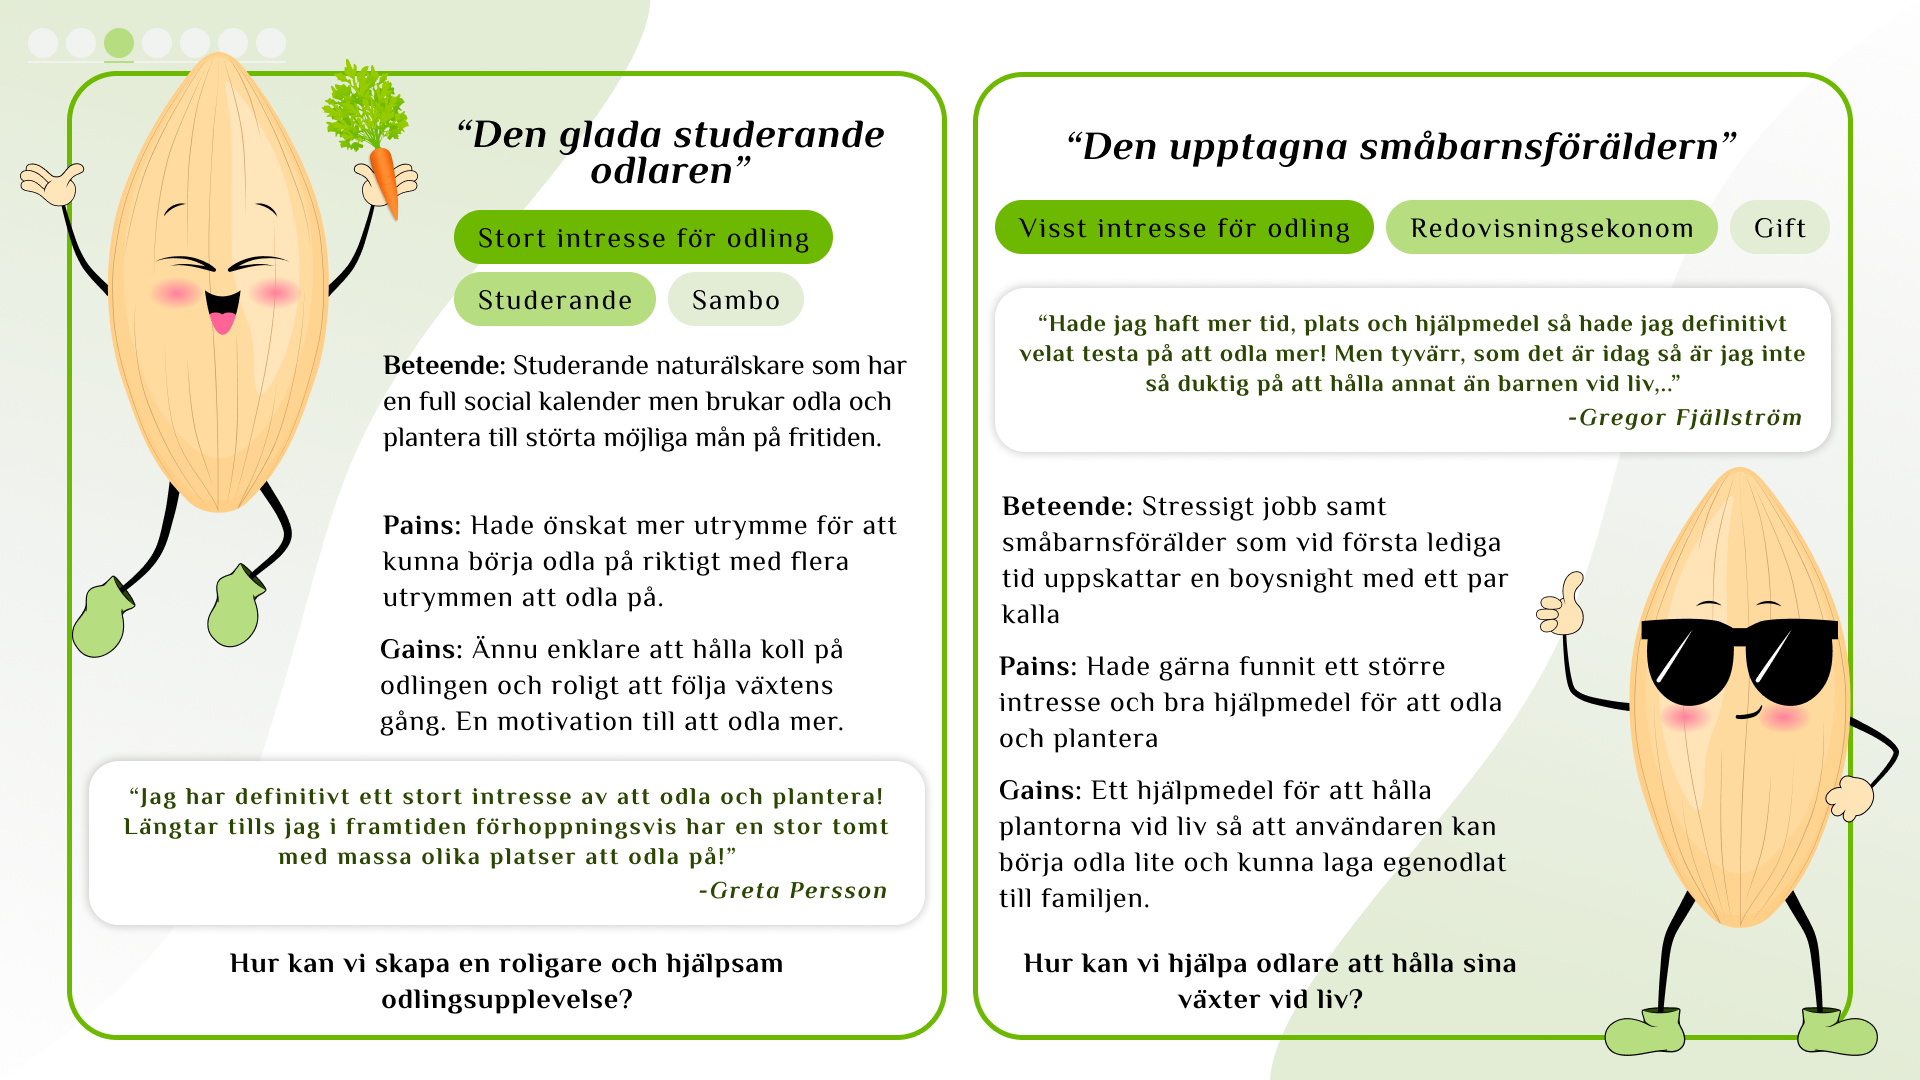 “Den glada studerande
odlaren”
Stort intresse för odling
Studerande
Sambo
Beteende: Studerande naturälskare som har
en full social kalender men brukar odla och
plantera till störta möjliga mån på fritiden.
Pains: Hade önskat mer utrymme för att
kunna börja odla på riktigt med flera
utrymmen att odla på.
Gains: Ännu enklare att hålla koll på
odlingen och roligt att följa växtens
gång. En motivation till att odla mer.
“Jag har definitivt ett stort intresse av att odla och plantera!
Längtar tills jag i framtiden förhoppningsvis har en stor tomt
med massa olika platser att odla på!”
-Greta Persson
Hur kan vi skapa en roligare och hjälpsam
odlingsupplevelse?
“Den upptagna småbarnsföräldern”
Visst intresse för odling
Redovisningsekonom
Gift
“Hade jag haft mer tid, plats och hjälpmedel så hade jag definitivt
velat testa på att odla mer! Men tyvärr, som det är idag så är jag inte
så duktig på att hålla annat än barnen vid liv,..”
-Gregor Fjällström
Beteende: Stressigt jobb samt
småbarnsförälder som vid första lediga
tid uppskattar en boysnight med ett par
kalla
Pains: Hade gärna funnit ett större
intresse och bra hjälpmedel för att odla
och plantera
Gains: Ett hjälpmedel för att hålla
plantorna vid liv så att användaren kan
börja odla lite och kunna laga egenodlat
till familjen.
Hur kan vi hjälpa odlare att hålla sina
växter vid liv?